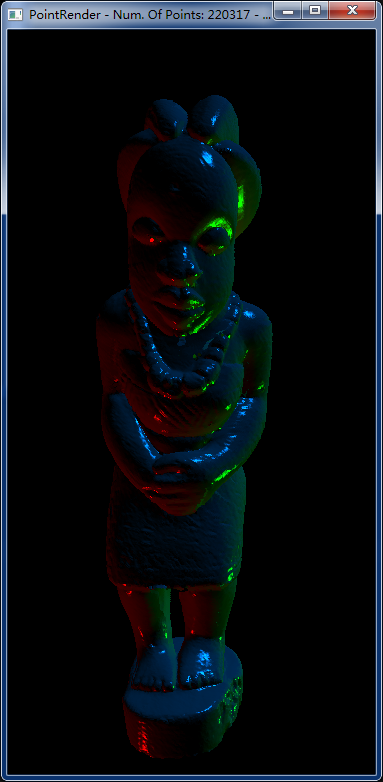 PointRender - Num. Of Points: 220317 - ...